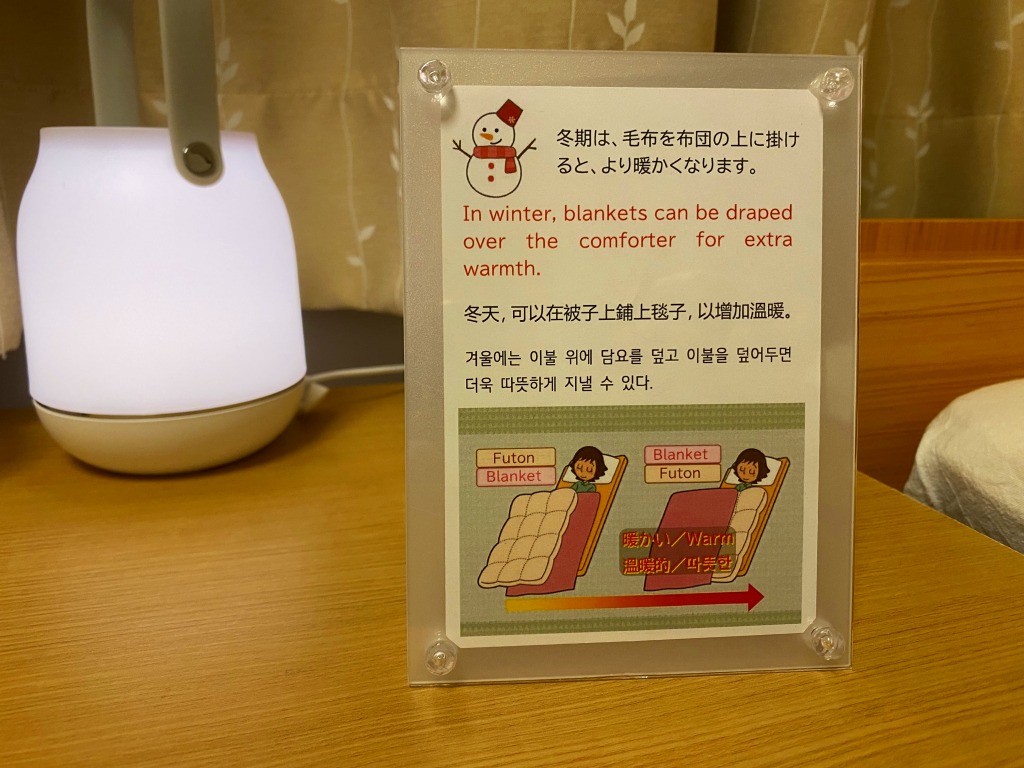 冬期は、毛布を布団の上に掛け
ると、より暖かくなります。
In winter, blankets can be draped
over the comforter for extra
warmth.
冬天，可以在被子上鋪上毯子，以增加溫暖。
겨울에는 이불 위에 담요를 덮고 이불을 덮어두면
더욱 따뜻하게 지낼 수 있다.
Futon
Blanket
Blanket
Futon
暖かい／Warm
溫暖的／따뜻한